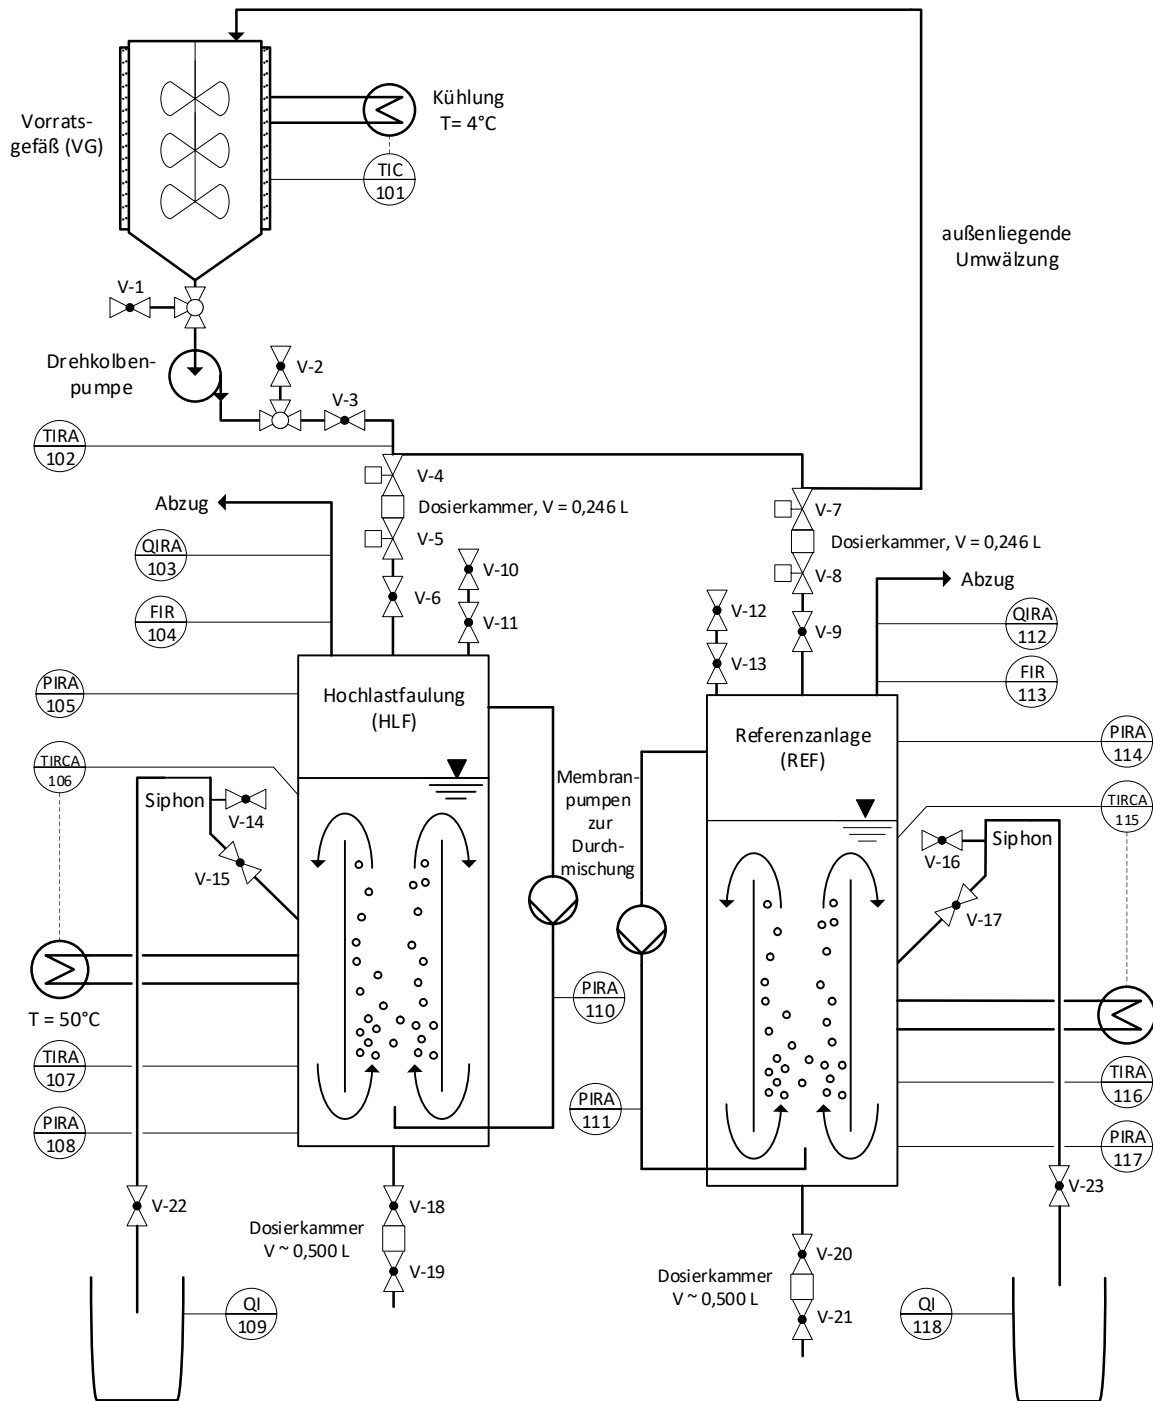 Vorrats-
gefäß (VG)
Kühlung
T= 4°C
TIC
101
außenliegende
Umwälzung
V-1
Drehkolben-
pumpe
V-2
V-3
TIRA
102
V-4
Abzug
Dosierkammer, V = 0,246 L
V-7
QIRA
103
V-5
Dosierkammer, V = 0,246 L
V-10
V-8
Abzug
FIR
104
V-6
V-11
V-12
V-9
QIRA
112
V-13
FIR
113
PIRA
105
Hochlastfaulung
(HLF)
Referenzanlage
(REF)
PIRA
114
TIRCA
106
Siphon
V-14
V-15
Membran-
pumpen
zur
Durch-
mischung
TIRCA
115
V-16
Siphon
V-17
T = 50°C
PIRA
110
TIRA
107
PIRA
111
TIRA
116
PIRA
108
PIRA
117
V-22
V-18
V-23
Dosierkammer
V ~ 0,500 L
V-19
V-20
Dosierkammer
V ~ 0,500 L
V-21
QI
109
QI
118